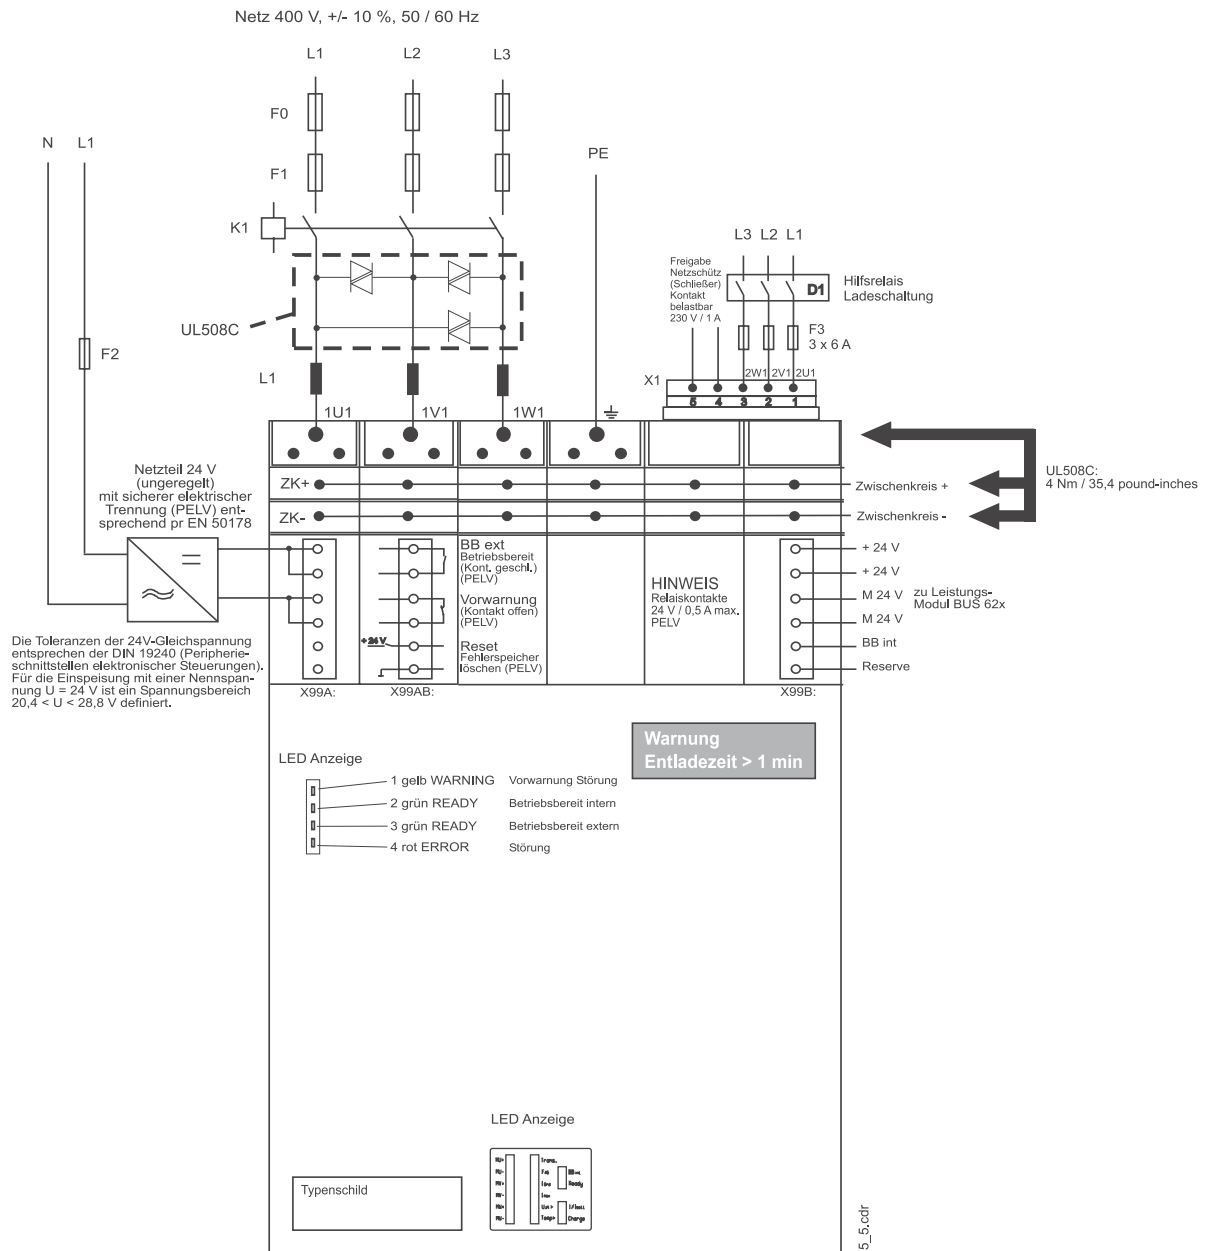 Netz 400 V, +/- 10 %, 50 / 60 Hz
L1 L2 L3
F0
N L1
F1
PE
K1
L3 L2 L1
Freigabe
Netzschütz
(Schließer)
Kontakt
belastbar
230 V / 1 A
D1
Hilfsrelais
Ladeschaltung
UL508C
F3
3 x 6 A
F2
L1
X1
2W1 2V1 2U1
5 4 3 2 1
1U1 1V1 1W1
UL508C:
4 Nm / 35,4 pound-inches
Netzteil 24 V
(ungeregelt)
mit sicherer elektrischer
Trennung (PELV) ent-
sprechend pr EN 50178
ZK+
Zwischenkreis +
ZK-
Zwischenkreis -
BB ext
Betriebsbereit
(Kont. geschl.)
(PELV)
Vorwarnung
(Kontakt offen)
(PELV)
+ 24 V
Reset
Fehlerspeicher
löschen (PELV)
HINWEIS
Relaiskontakte
24 V / 0,5 A max.
PELV
+ 24 V
+ 24 V
M 24 V
M 24 V
BB int
Reserve
zu Leistungs-
Modul BUS 62x
Die Toleranzen der 24V-Gleichspannung
entsprechen der DIN 19240 (Peripherie-
schnittstellen elektronischer Steuerungen).
Für die Einspeisung mit einer Nennspan-
nung U = 24 V ist ein Spannungsbereich
20,4 < U < 28,8 V definiert.
X99A: X99AB: X99B:
Warnung
Entladezeit > 1 min
LED Anzeige
1 gelb WARNING Vorwarnung Störung
2 grün READY Betriebsbereit intern
3 grün READY Betriebsbereit extern
4 rot ERROR Störung
LED Anzeige
Typenschild
Ready
Temp>
Charge
5_5.cdr